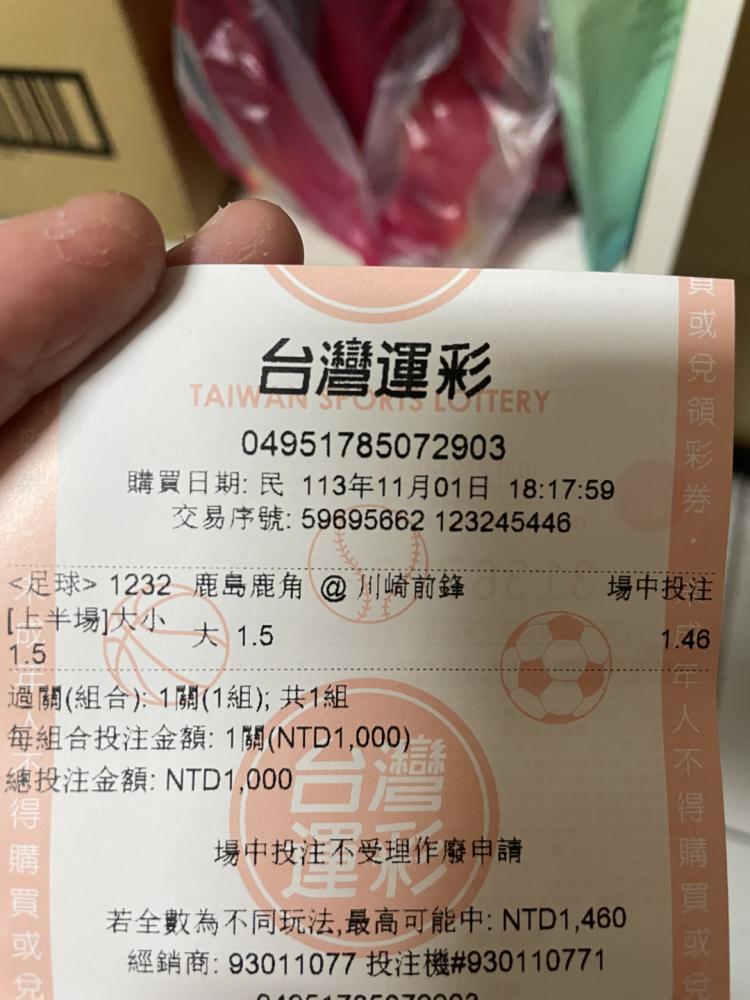 台灣運彩
TAIWAN SPORTS LOTTERY
04951785072903
購買日期: 民 113年11月01日 18:17:59
交易序號: 59695662 123245446
<足球> 1232 鹿島鹿角 @ 川崎前鋒 場中投注
[上半場]大小
1.5 大 1.5 1.46
過關(組合): 1關(1組); 共1組
每組合投注金額: 1關(NTD1,000)
總投注金額: NTD1,000
台灣
運彩
場中投注不受理作廢申請
若全數為不同玩法,最高可能中: NTD1,460
經銷商: 93011077 投注機#930110771
04951785072903
買或兌領彩券・
成年人不得購買或兌
成年人不得購買或兌